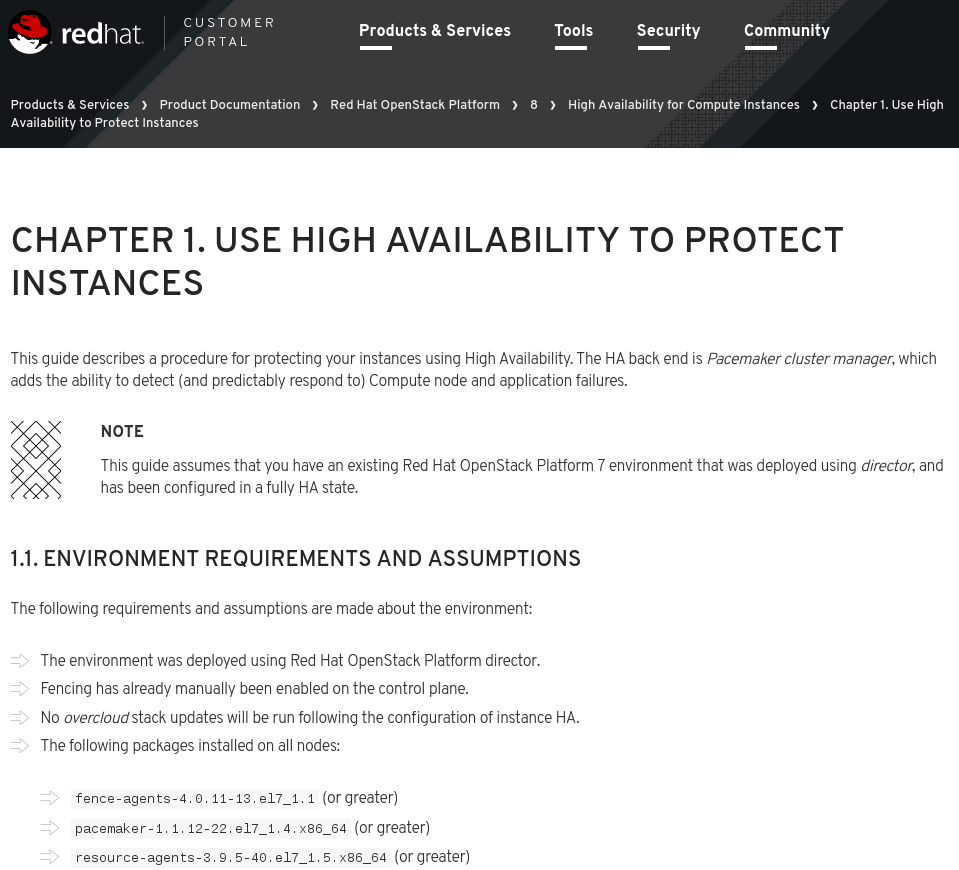 redhat.
CUSTOMER
PORTAL
Products & Services Tools Security Community
Products & Services ❯ Product Documentation ❯ Red Hat OpenStack Platform ❯ 8 ❯ High Availability for Compute Instances ❯ Chapter 1. Use High
Availability to Protect Instances
CHAPTER 1. USE HIGH AVAILABILITY TO PROTECT
INSTANCES
This guide describes a procedure for protecting your instances using High Availability. The HA back end is Pacemaker cluster manager, which
adds the ability to detect (and predictably respond to) Compute node and application failures.
NOTE
This guide assumes that you have an existing Red Hat OpenStack Platform 7 environment that was deployed using director, and
has been configured in a fully HA state.
1.1. ENVIRONMENT REQUIREMENTS AND ASSUMPTIONS
The following requirements and assumptions are made about the environment:
The environment was deployed using Red Hat OpenStack Platform director.
Fencing has already manually been enabled on the control plane.
No overcloud stack updates will be run following the configuration of instance HA.
The following packages installed on all nodes:
fence-agents-4.0.11-13.el7_1.1 (or greater)
pacemaker-1.1.12-22.el7_1.4.x86_64 (or greater)
resource-agents-3.9.5-40.el7_1.5.x86_64 (or greater)